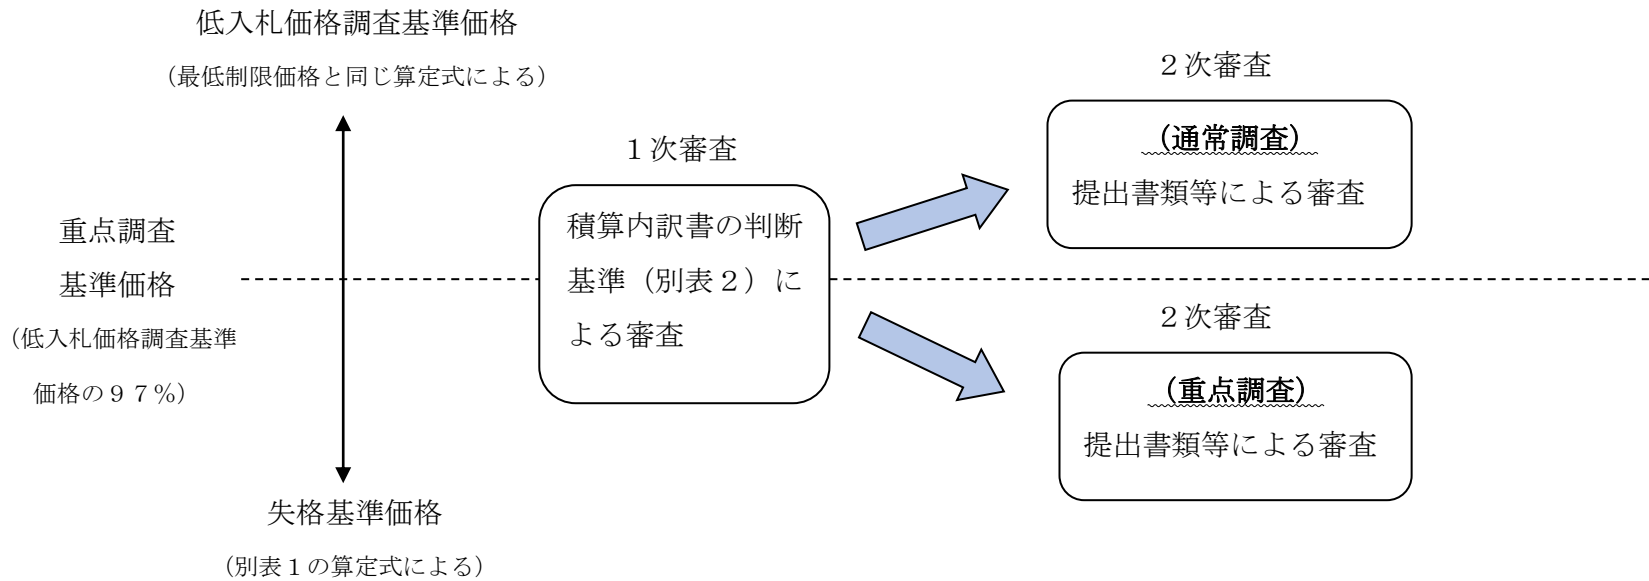 低入札価格調査基準価格
（最低制限価格と同じ算定式による）
重点調査
基準価格
（低入札価格調査基準
価格の９７％）
失格基準価格
（別表１の算定式による）
１次審査
積算内訳書の判断
基準（別表２）に
よる審査
２次審査
（通常調査）
提出書類等による審査
２次審査
（重点調査）
提出書類等による審査